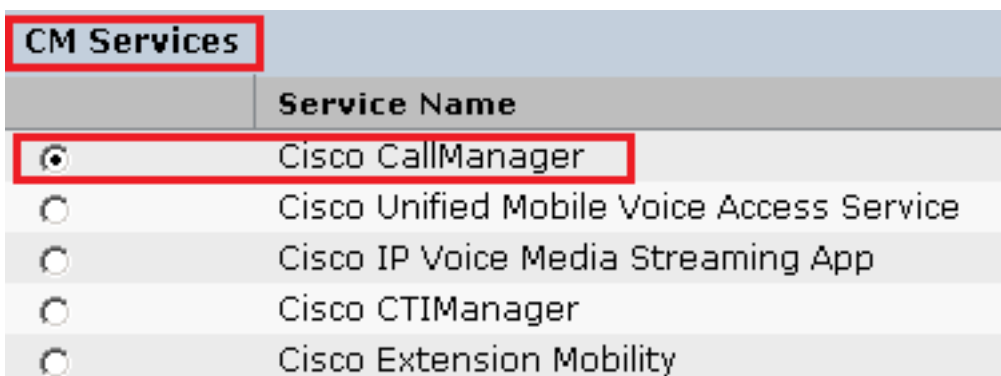 CM Services
Service Name
Cisco CallManager
Cisco Unified Mobile Voice Access Service
Cisco IP Voice Media Streaming App
Cisco CTIManager
Cisco Extension Mobility